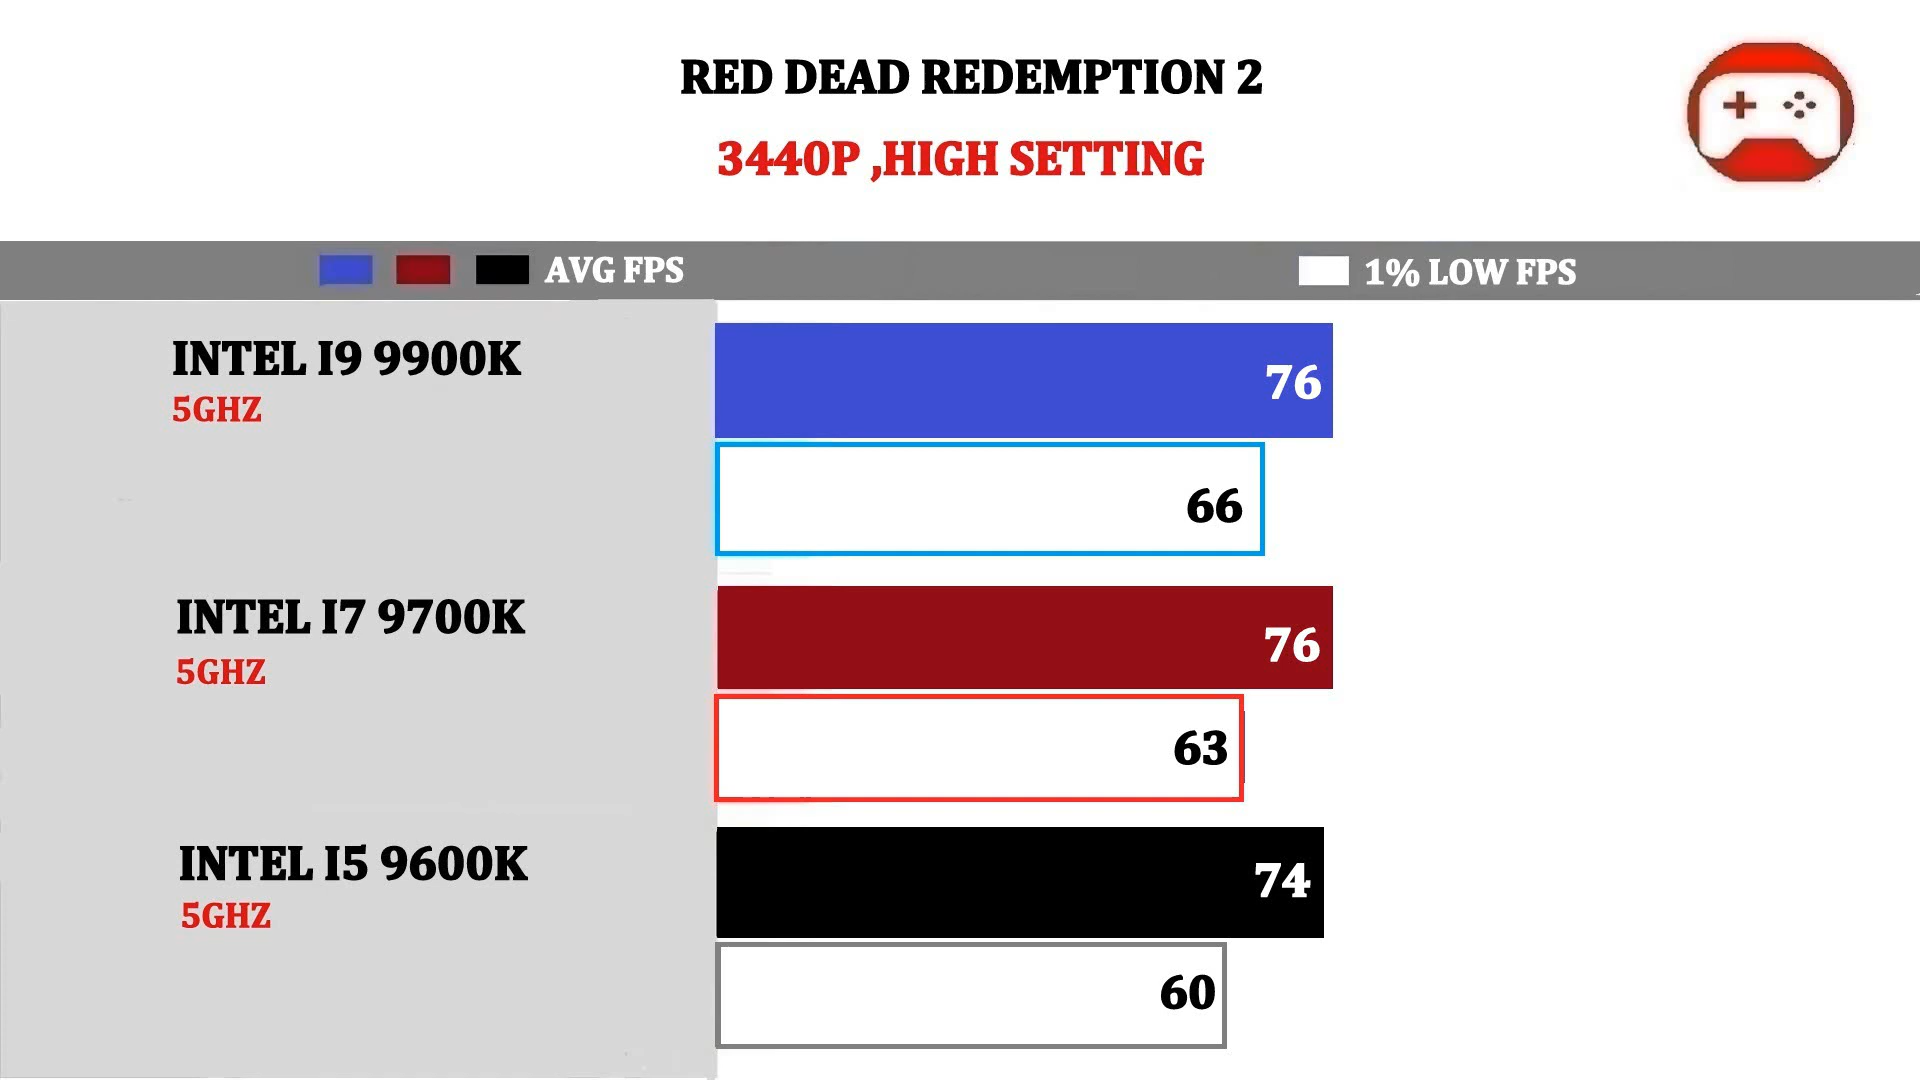 RED DEAD REDEMPTION 2
3440P ,HIGH SETTING
AVG FPS
1% LOW FPS
INTEL I9 9900K
5GHZ
76
66
INTEL I7 9700K
5GHZ
76
63
INTEL I5 9600K
5GHZ
74
60